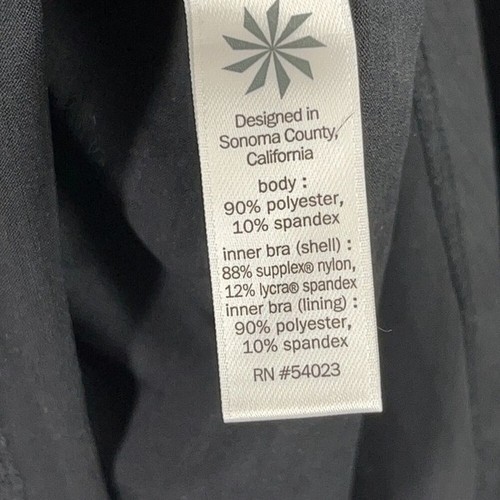 Designed in
Sonoma County,
California
body :
90% polyester,
10% spandex
inner bra (shell) :
88% supplex® nylon,
12% lycra® spandex
inner bra (lining) :
90% polyester,
10% spandex
RN #54023